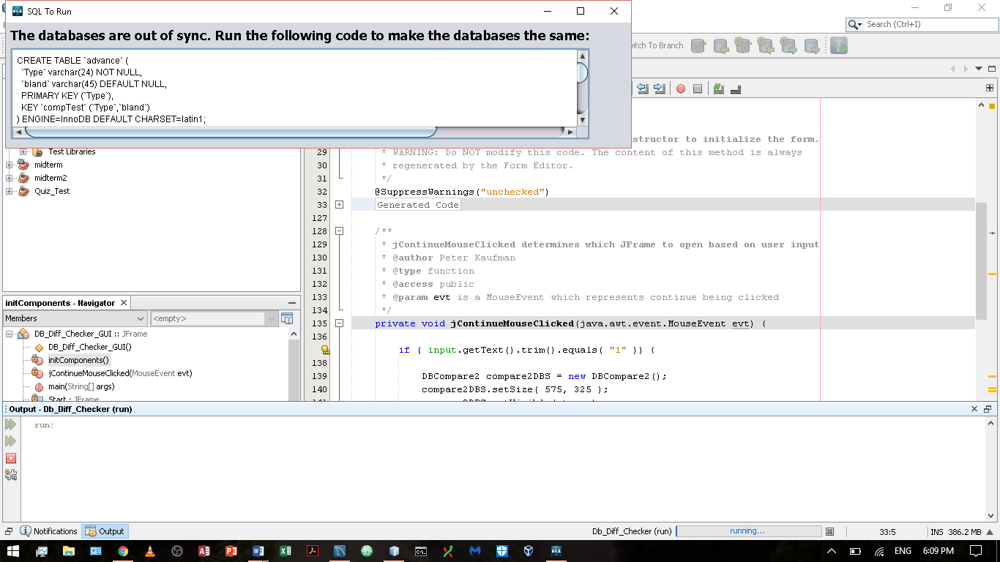 SQL To Run
The databases are out of sync. Run the following code to make the databases the same:
CREATE TABLE `advance` (
`Type` varchar(24) NOT NULL,
`bland` varchar(45) DEFAULT NULL,
PRIMARY KEY (`Type`),
KEY `compTest` (`Type`,`bland`)
) ENGINE=InnoDB DEFAULT CHARSET=latin1;
Search (Ctrl+I)
witch To Branch
Test Libraries
midterm
midterm2
Quiz_Test
structor to initialize the form.
29 * WARNING: Do NOT modify this code. The content of this method is always
30 * regenerated by the Form Editor.
31 */
32 @SuppressWarnings("unchecked")
33 Generated Code
127
128 /**
129 * jContinueMouseClicked determines which JFrame to open based on user input
130 * @author Peter Kaufman
131 * @type function
132 * @access public
133 * @param evt is a MouseEvent which represents continue being clicked
134 */
135 private void jContinueMouseClicked(java.awt.event.MouseEvent evt) {
136
if ( input.getText().trim().equals( "1" )) {
138
139 DBCompare2 compare2DBS = new DBCompare2();
140 compare2DBS.setSize( 575, 325 );
initComponents - Navigator
Members
<empty>
DB_Diff_Checker_GUI :: JFrame
DB_Diff_Checker_GUI()
initComponents()
jContinueMouseClicked(MouseEvent evt)
main(String[] args)
Start : JFrame
Output - Db_Diff_Checker (run)
run:
Notifications
Output
Db_Diff_Checker (run)
running...
33:5
INS
386.2 MB
ENG
6:09 PM